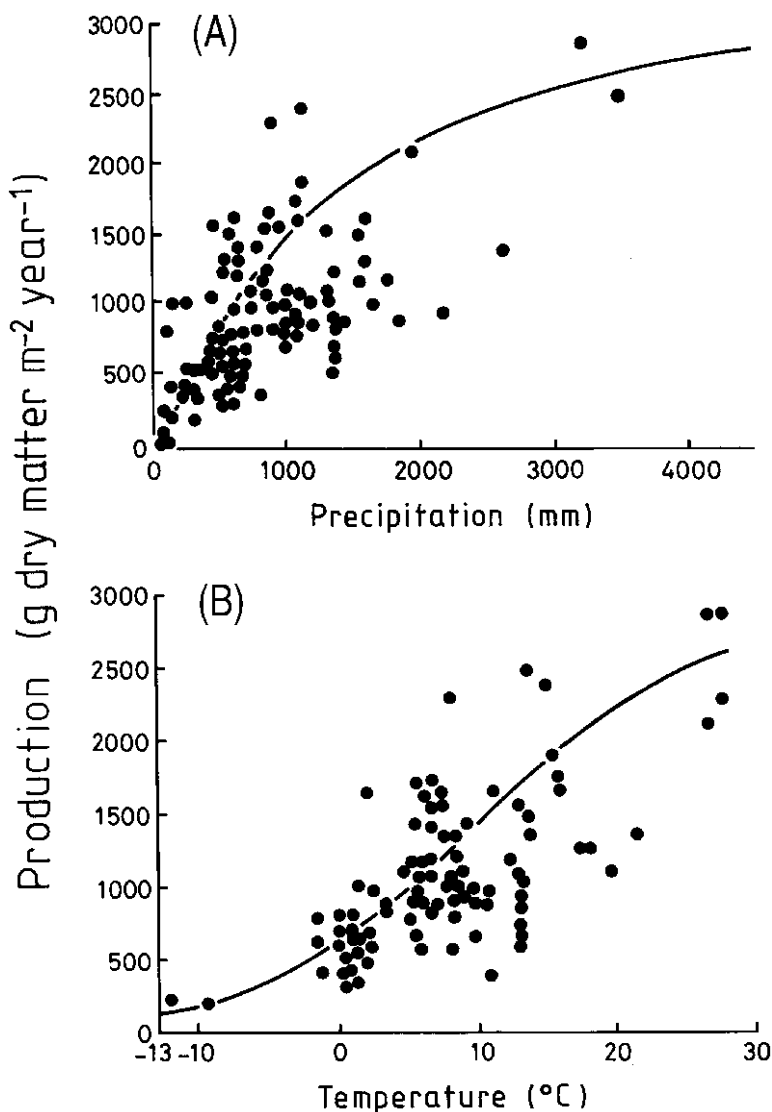 (A)
3000
2500
2000
1500
1000
500
0
0 1000 2000 3000 4000
Precipitation (mm)
Production (g dry matter m⁻² year⁻¹)
(B)
3000
2500
2000
1500
1000
500
0
-13 -10 0 10 20 30
Temperature (°C)